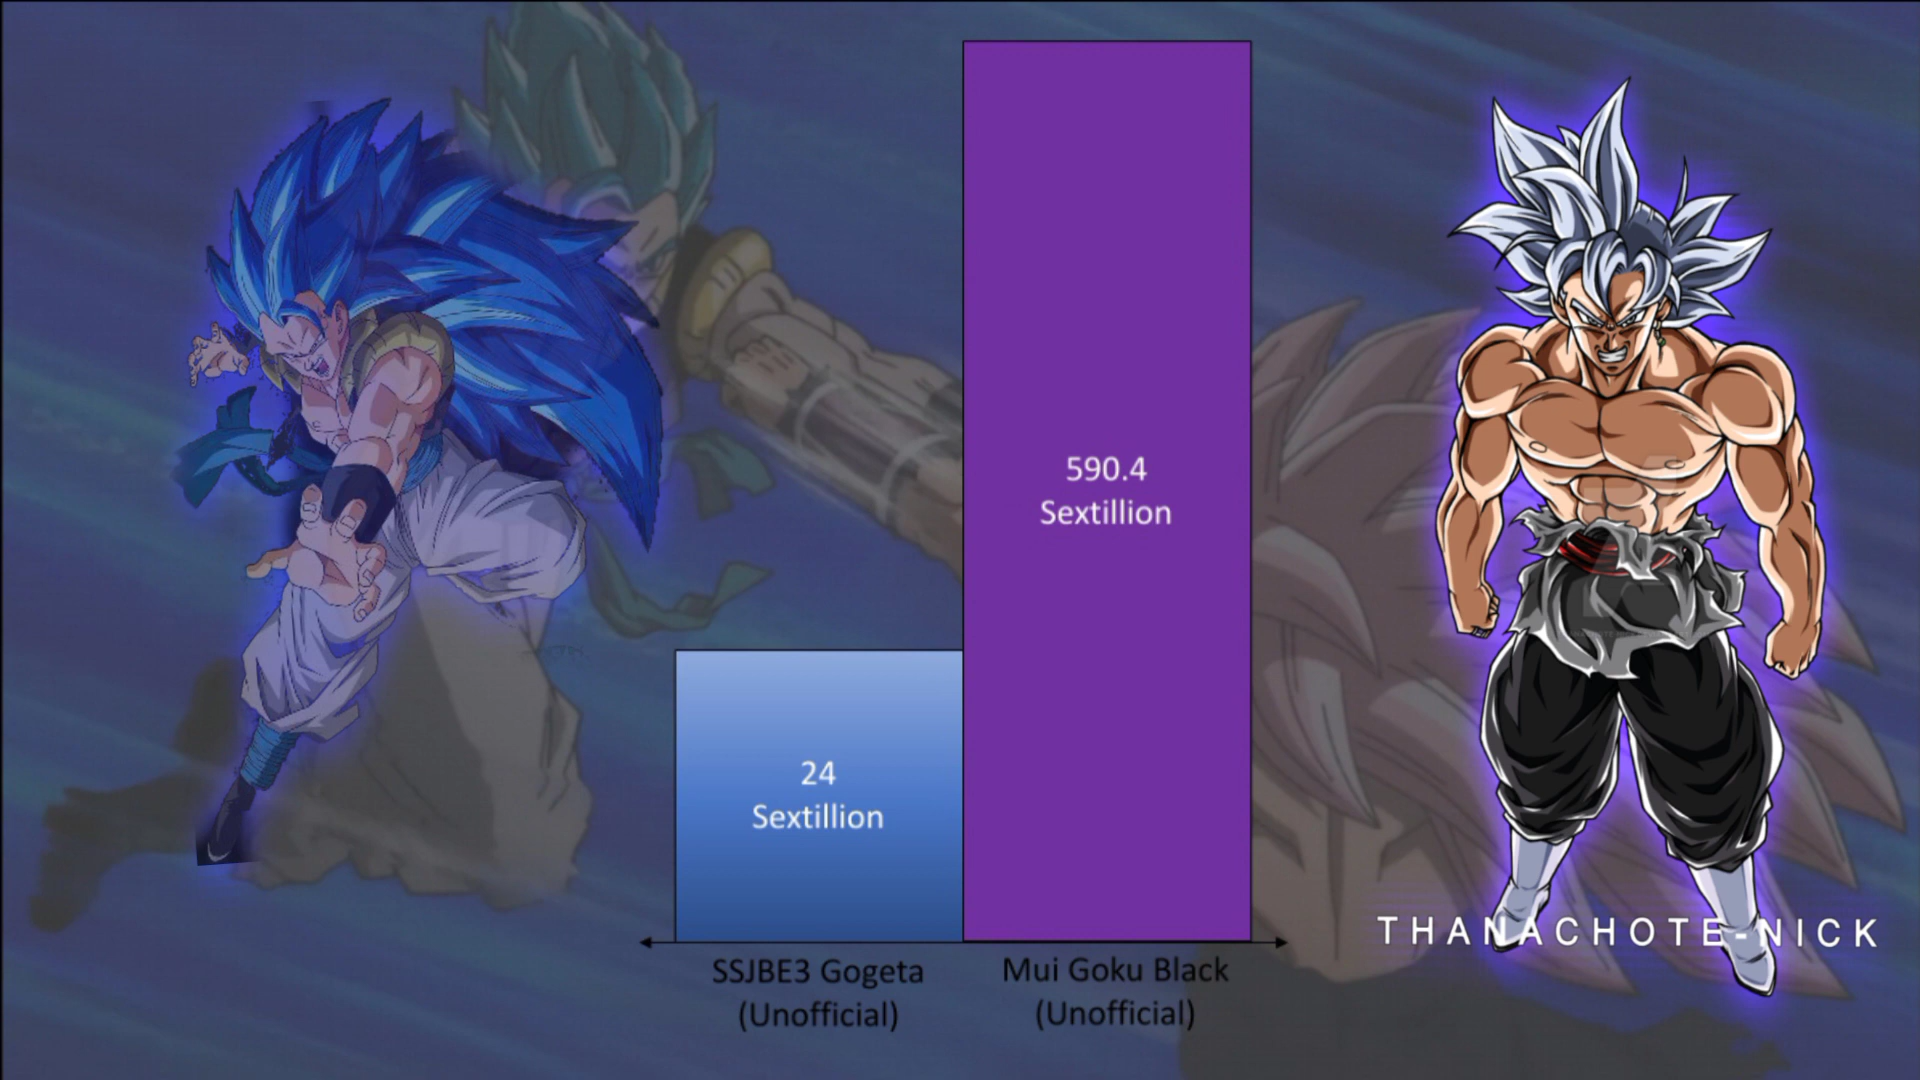 590.4
Sextillion
24
Sextillion
SSJBE3 Gogeta
(Unofficial)
Mui Goku Black
(Unofficial)
THANACHOTE-NICK